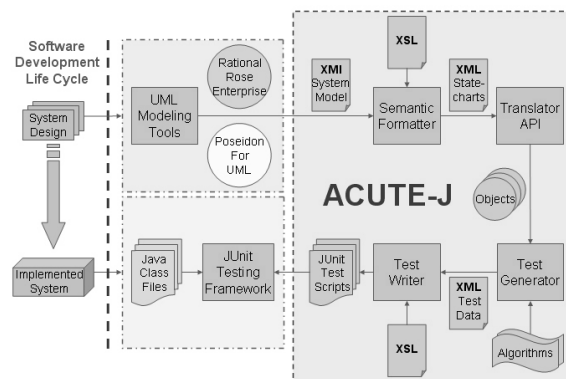 Software
Development
Life Cycle
System
Design
Implemented
System
UML
Modeling
Tools
Rational
Rose
Enterprise
Poseidon
For
UML
XMI
System
Model
XSL
Semantic
Formatter
XML
State-
charts
Translator
API
ACUTE-J
Objects
Java
Class
Files
JUnit
Testing
Framework
JUnit
Test
Scripts
Test
Writer
XML
Test
Data
Test
Generator
XSL
Algorithms